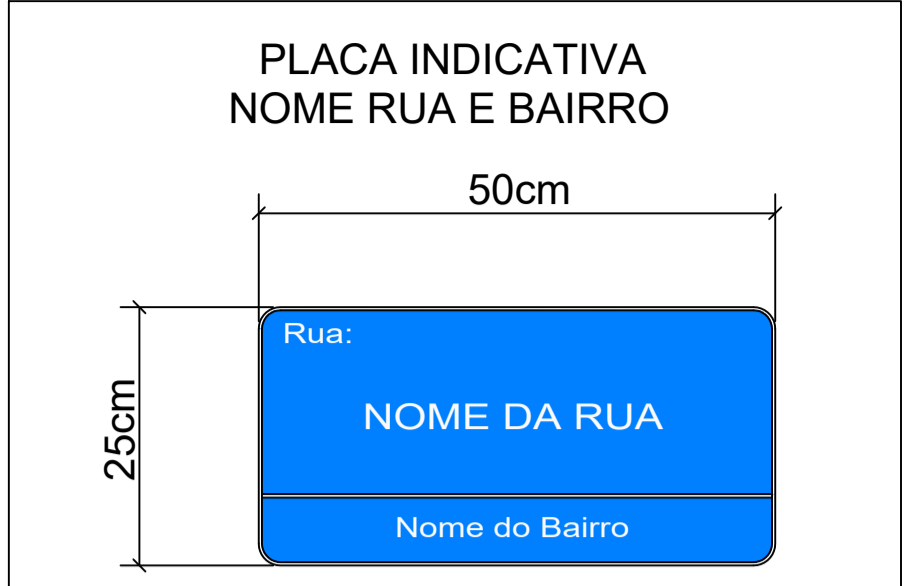 PLACA INDICATIVA
NOME RUA E BAIRRO
50cm
25cm
Rua:
NOME DA RUA
Nome do Bairro